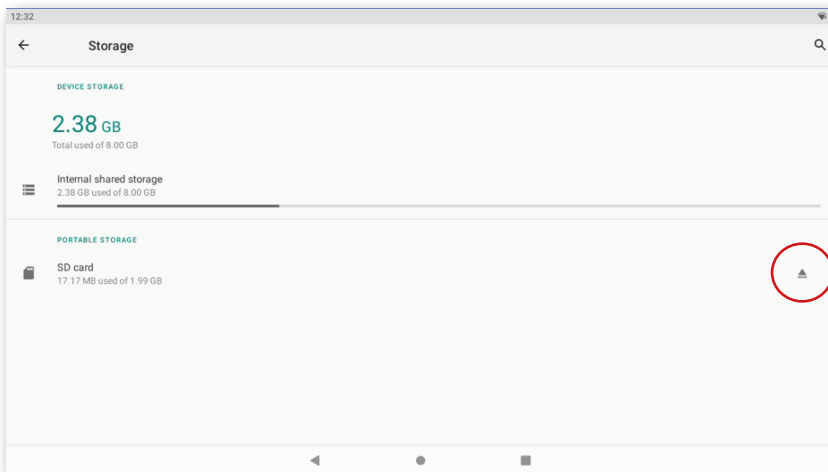 12:32
Storage
DEVICE STORAGE
2.38 GB
Total used of 8.00 GB
Internal shared storage
2.38 GB used of 8.00 GB
PORTABLE STORAGE
SD card
17.17 MB used of 1.99 GB